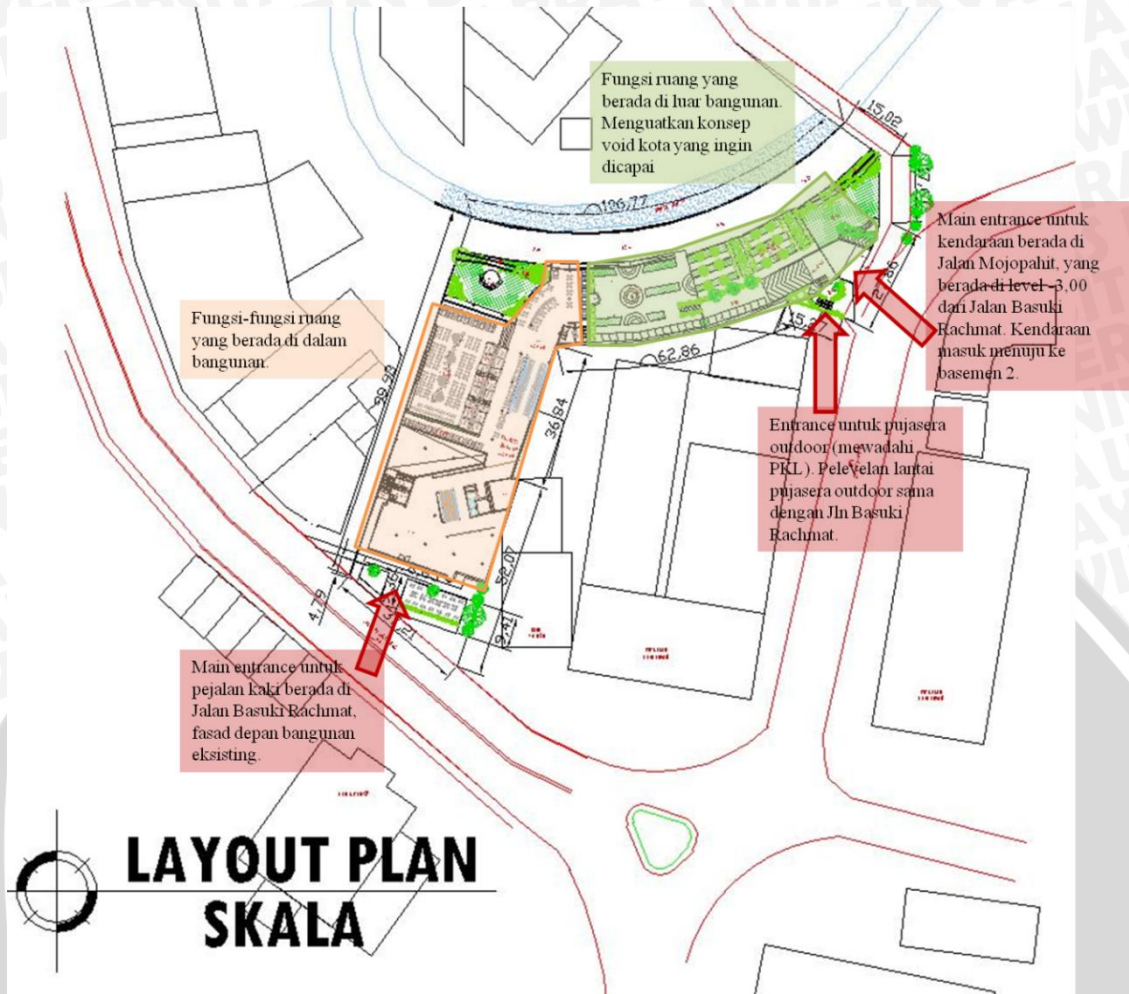 Fungsi ruang yang
berada di luar bangunan.
Menguatkan konsep
void kota yang ingin
dicapai
15,02
106,77
Main entrance untuk
kendaraan berada di
Jalan Mojopahit, yang
berada di level -3,00
dari Jalan Basuki
Rachmat. Kendaraan
masuk menuju ke
basemen 2.
Fungsi-fungsi ruang
yang berada di dalam
bangunan.
62,86
99,93
36,84
Entrance untuk pujasera
outdoor (mewadahi
PKL). Pelevelan lantai
pujasera outdoor sama
dengan Jln Basuki
Rachmat.
52,07
4,79
9,41
Main entrance untuk
pejalan kaki berada di
Jalan Basuki Rachmat,
fasad depan bangunan
eksisting.
LAYOUT PLAN
SKALA